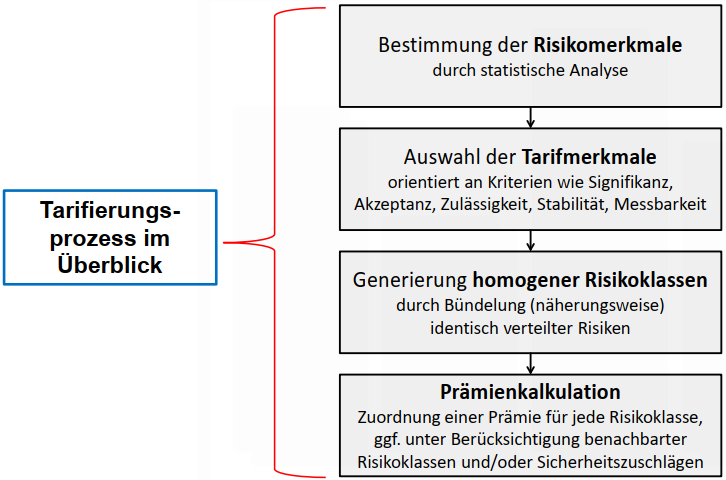 Tarifierungs-
prozess im
Überblick
Bestimmung der Risikomerkmale
durch statistische Analyse
Auswahl der Tarifmerkmale
orientiert an Kriterien wie Signifikanz,
Akzeptanz, Zulässigkeit, Stabilität, Messbarkeit
Generierung homogener Risikoklassen
durch Bündelung (näherungsweise)
identisch verteilter Risiken
Prämienkalkulation
Zuordnung einer Prämie für jede Risikoklasse,
ggf. unter Berücksichtigung benachbarter
Risikoklassen und/oder Sicherheitszuschlägen